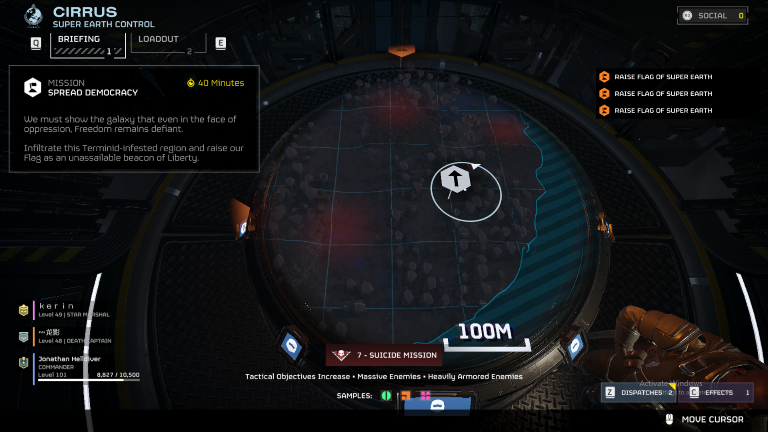 CIRRUS
SUPER EARTH CONTROL
SOCIAL 0
Q BRIEFING 1 LOADOUT 2 E
MISSION
SPREAD DEMOCRACY
40 Minutes
We must show the galaxy that even in the face of
oppression, Freedom remains defiant.
Infiltrate this Terminid-infested region and raise our
Flag as an unassailable beacon of Liberty.
RAISE FLAG OF SUPER EARTH
RAISE FLAG OF SUPER EARTH
RAISE FLAG OF SUPER EARTH
kerin
Level 49 | STAR MARSHAL
Level 48 | DEATH CAPTAIN
Jonathan Helldiver
COMMANDER
Level 101 8,827 / 10,500
100M
7 - SUICIDE MISSION
Tactical Objectives Increase • Massive Enemies • Heavily Armored Enemies
SAMPLES:
Activate Windows
Z DISPATCHES 2 C EFFECTS 1
MOVE CURSOR